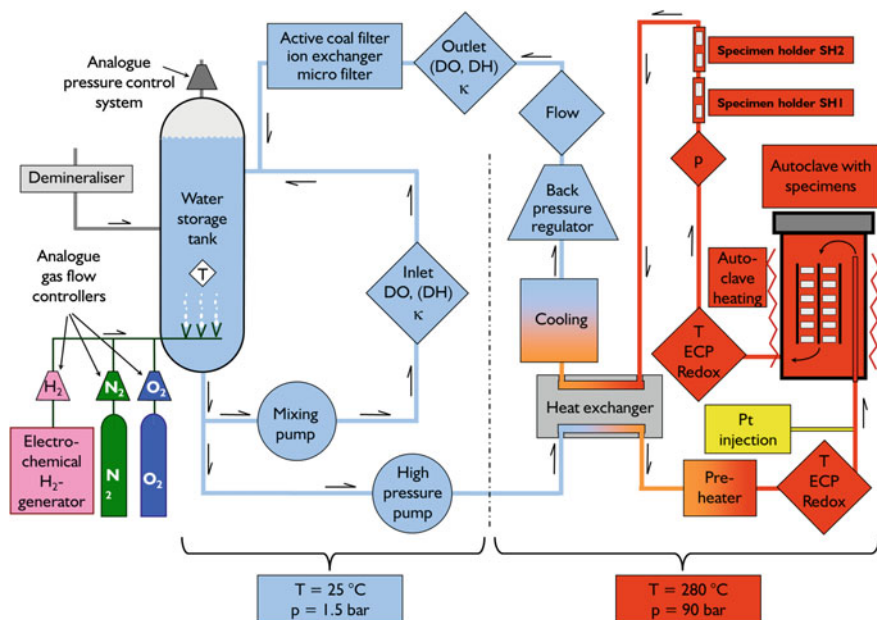 Analogue
pressure control
system
Active coal filter
ion exchanger
micro filter
Outlet
(DO, DH)
κ
Specimen holder SH2
Specimen holder SH1
Flow
P
Autoclave with
specimens
Demineraliser
Water
storage
tank
T
Back
pressure
regulator
Analogue
gas flow
controllers
Inlet
DO, (DH)
κ
Auto-
clave
heating
Cooling
T
ECP
Redox
H2
N2
O2
Heat exchanger
Mixing
pump
Pt
injection
Electro-
chemical
H2-
generator
N
2
O2
High
pressure
pump
Pre-
heater
T
ECP
Redox
T = 25 °C
p = 1.5 bar
T = 280 °C
p = 90 bar